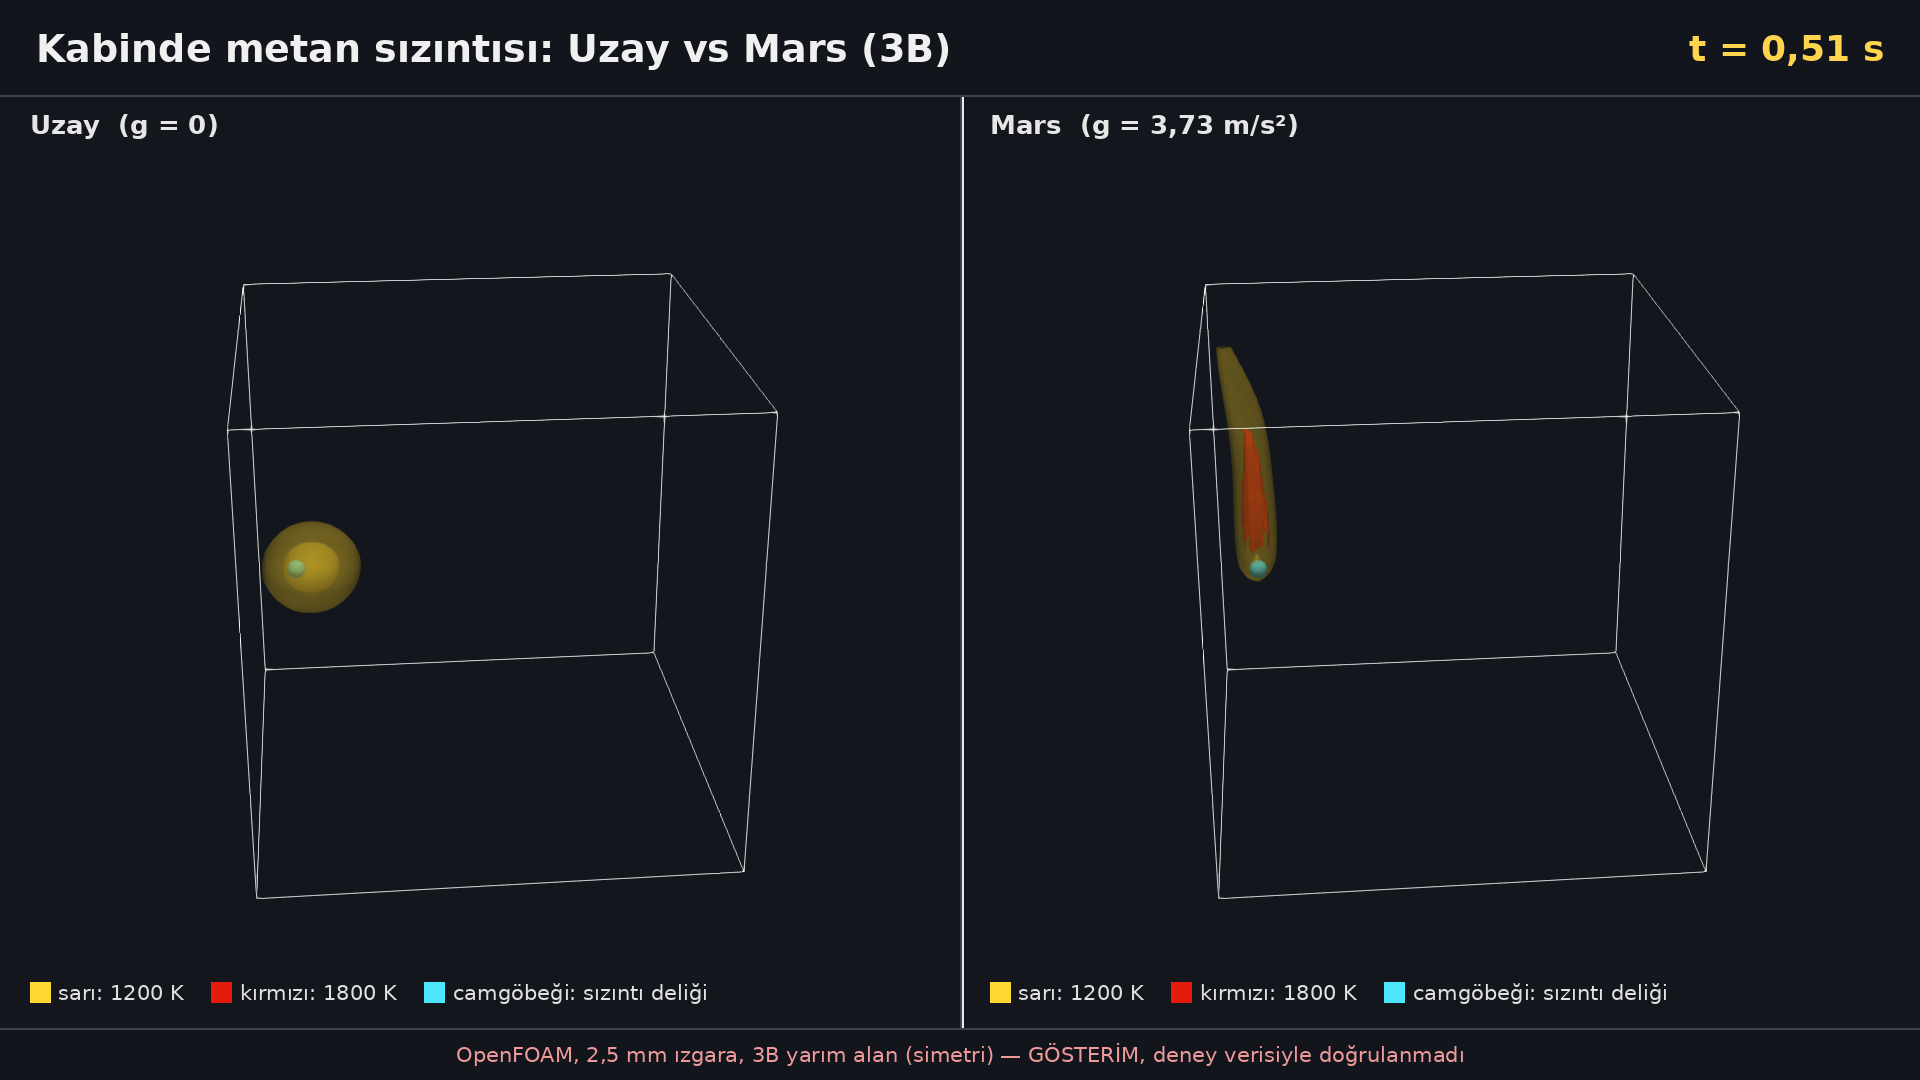 Kabinde metan sızıntısı: Uzay vs Mars (3B)
t = 0,51 s
Uzay (g = 0)
Mars (g = 3,73 m/s²)
sarı: 1200 K
kırmızı: 1800 K
camgöbeği: sızıntı deliği
sarı: 1200 K
kırmızı: 1800 K
camgöbeği: sızıntı deliği
OpenFOAM, 2,5 mm ızgara, 3B yarım alan (simetri) — GÖSTERİM, deney verisiyle doğrulanmadı